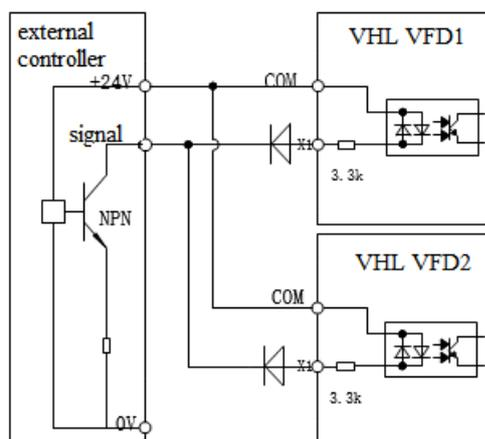 external
controller
+24V
signal
NPN
0V
VHL VFD1
COM
X1
3.3k
VHL VFD2
COM
X1
3.3k